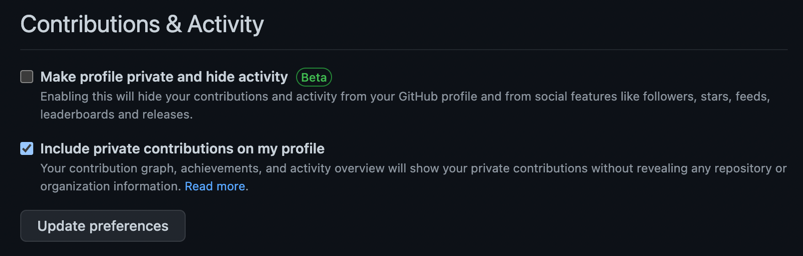 Contributions & Activity
Make profile private and hide activity Beta
Enabling this will hide your contributions and activity from your GitHub profile and from social features like followers, stars, feeds,
leaderboards and releases.
Include private contributions on my profile
Your contribution graph, achievements, and activity overview will show your private contributions without revealing any repository or
organization information. Read more.
Update preferences